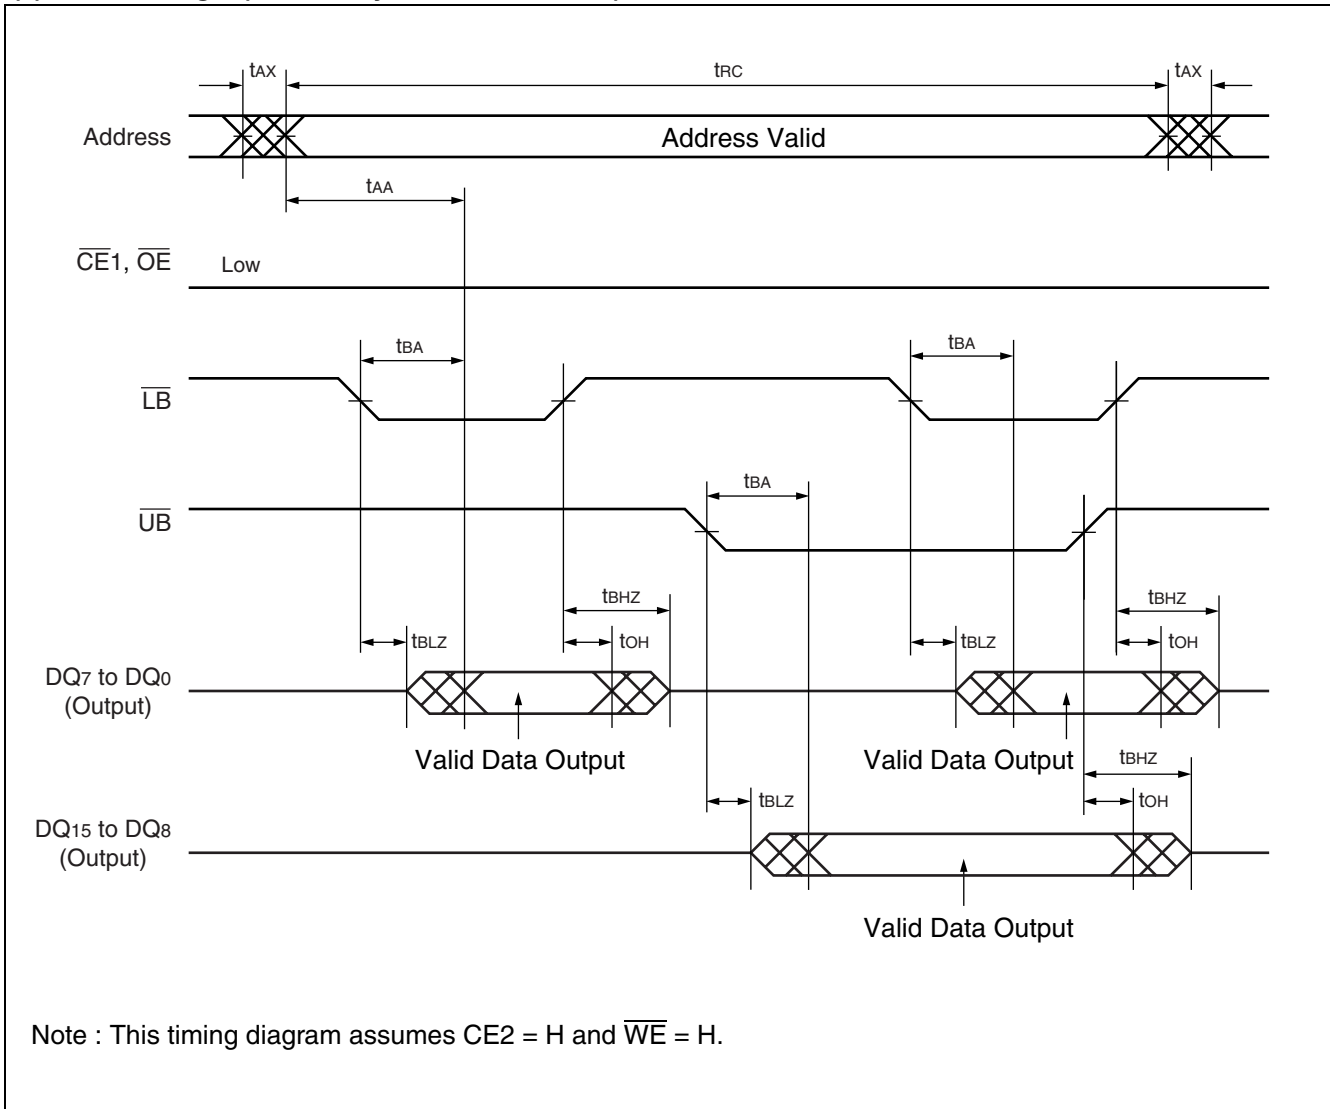 tAX tRC tAX
Address Address Valid
tAA
CE1, OE Low
tBA tBA
LB
tBA
UB
tBHZ tBHZ
tBLZ tOH tBLZ tOH
DQ7 to DQ0
(Output)
Valid Data Output Valid Data Output
tBHZ
tBLZ tOH
DQ15 to DQ8
(Output)
Valid Data Output
Note : This timing diagram assumes CE2 = H and WE = H.